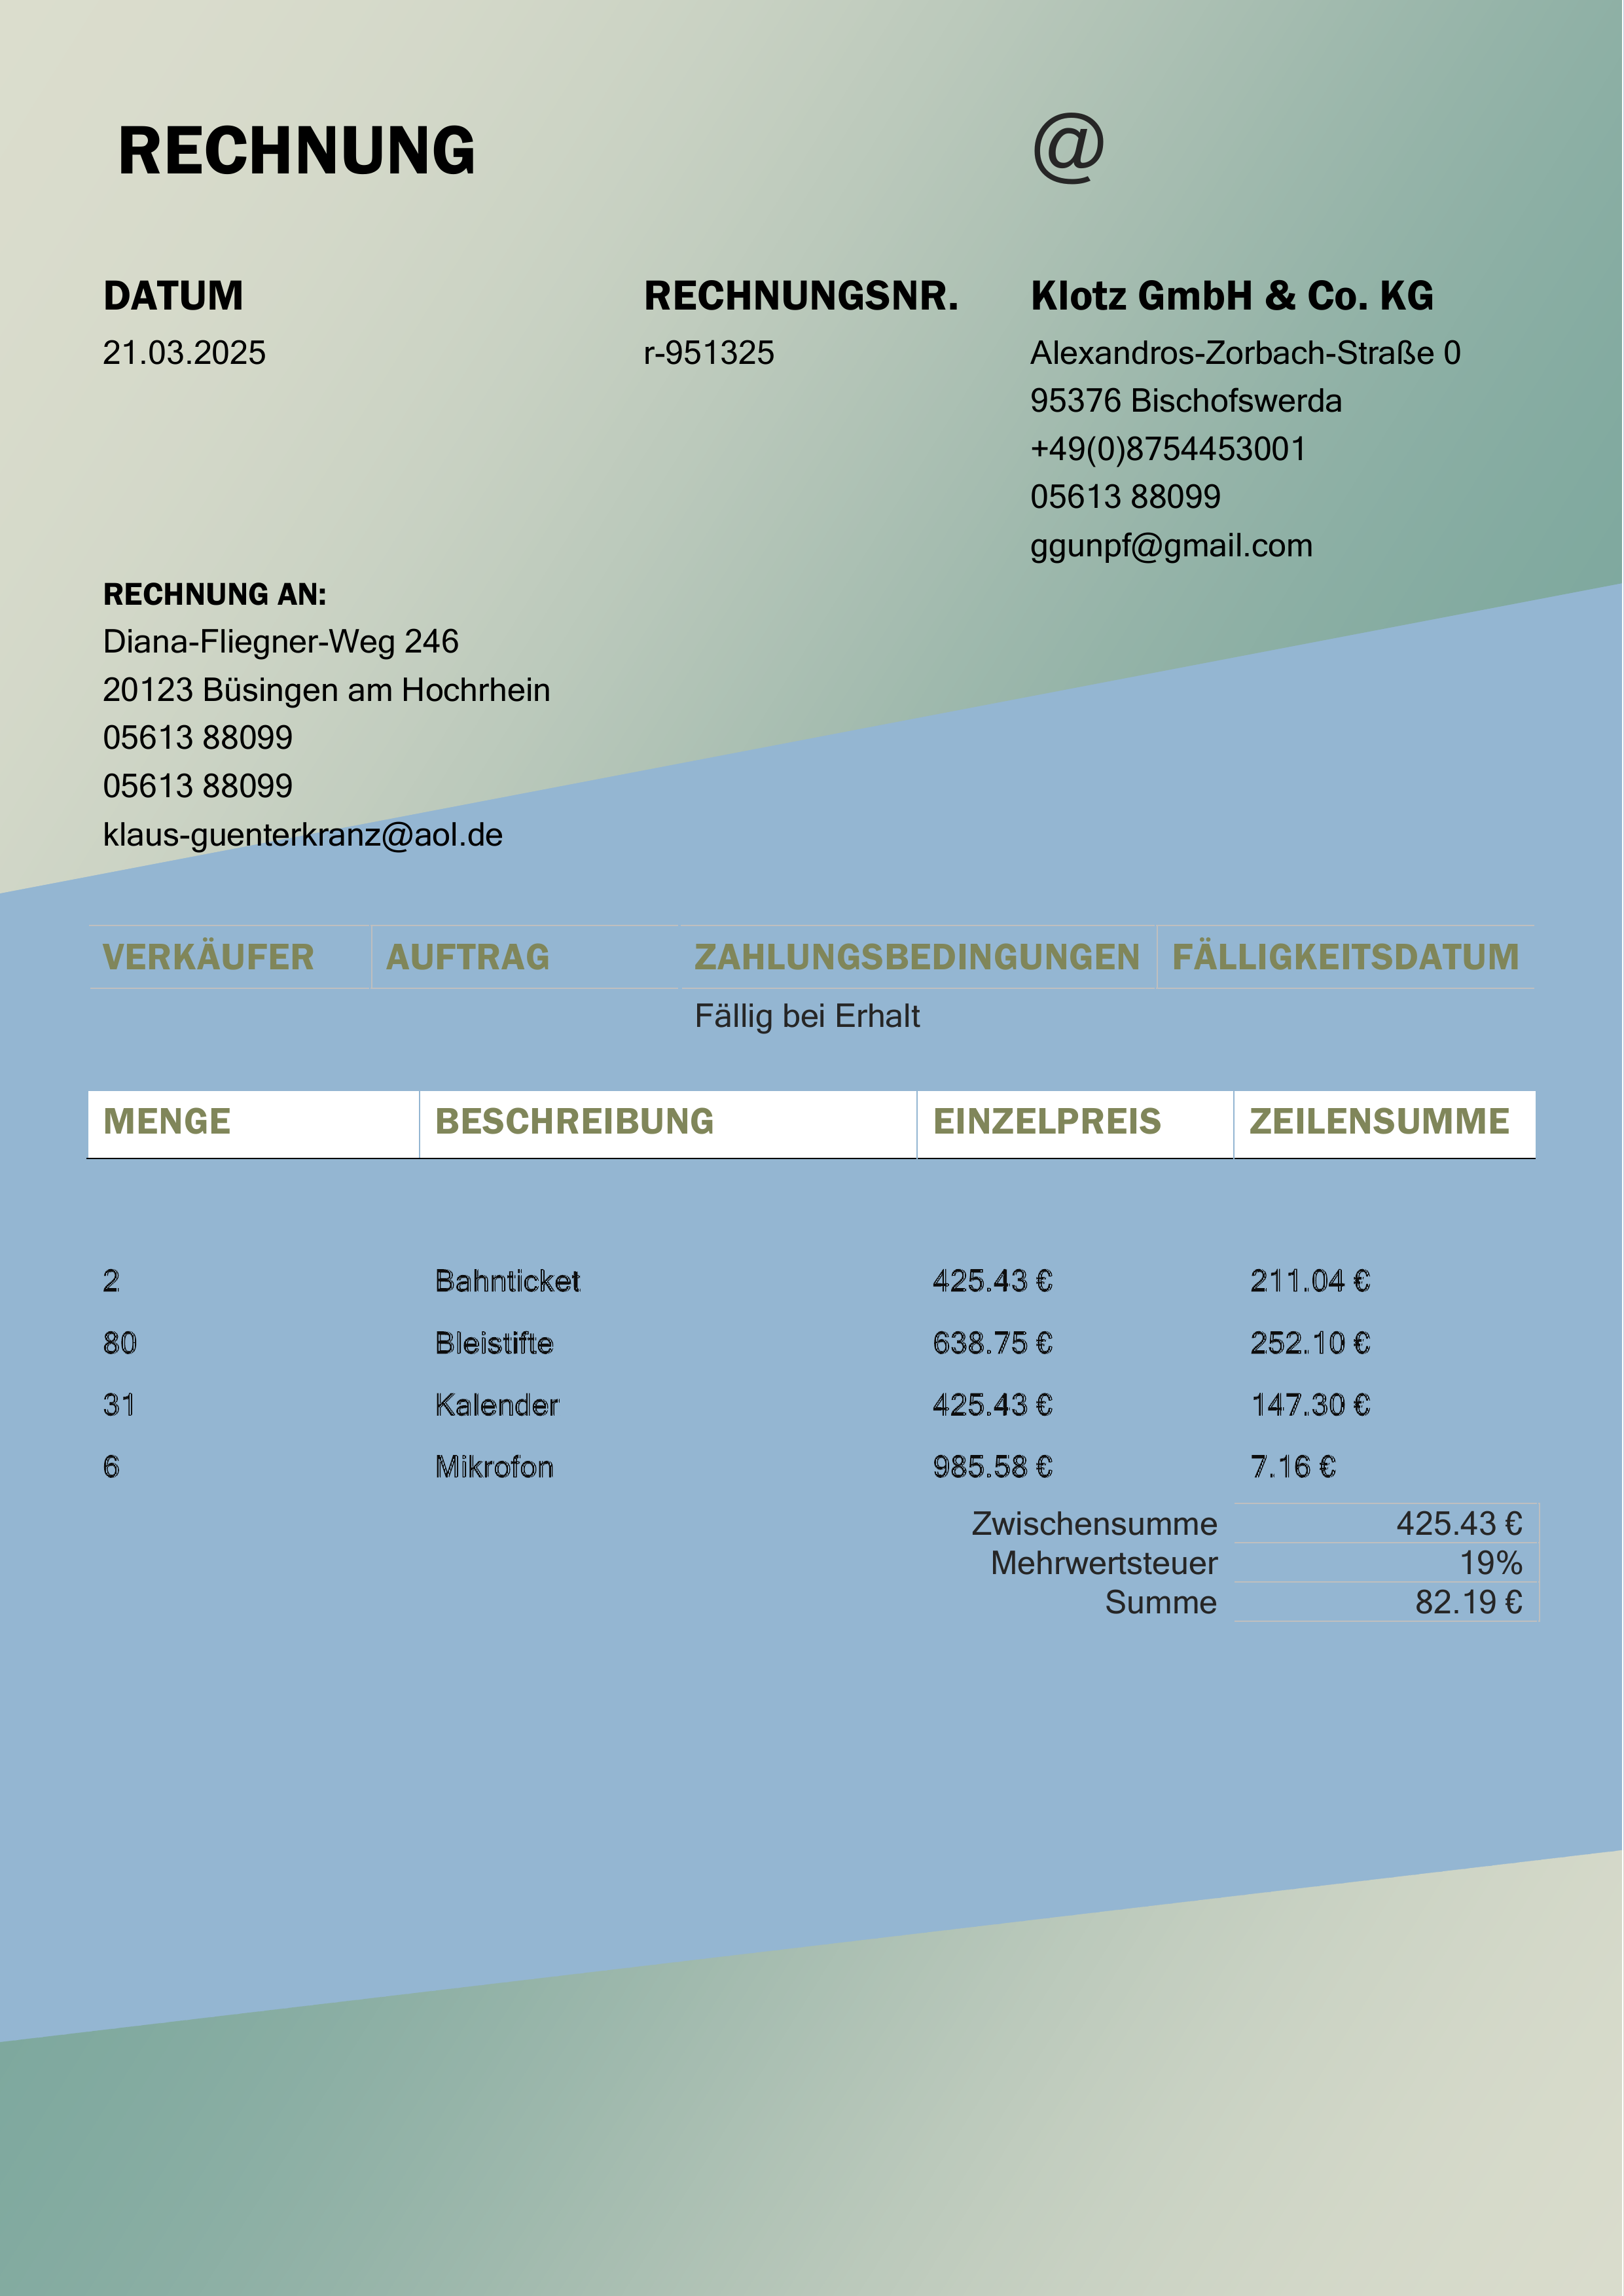 RECHNUNG @
DATUM RECHNUNGSNR. Klotz GmbH & Co. KG
21.03.2025 r-951325 Alexandros-Zorbach-Straße 0
95376 Bischofswerda
+49(0)8754453001
05613 88099
ggunpf@gmail.com
RECHNUNG AN:
Diana-Fliegner-Weg 246
20123 Büsingen am Hochrhein
05613 88099
05613 88099
klaus-guenterkranz@aol.de
VERKÄUFER AUFTRAG ZAHLUNGSBEDINGUNGEN FÄLLIGKEITSDATUM
Fällig bei Erhalt
MENGE BESCHREIBUNG EINZELPREIS ZEILENSUMME
2 Bahnticket 425.43 € 211.04 €
80 Bleistifte 638.75 € 252.10 €
31 Kalender 425.43 € 147.30 €
6 Mikrofon 985.58 € 7.16 €
Zwischensumme 425.43 €
Mehrwertsteuer 19%
Summe 82.19 €